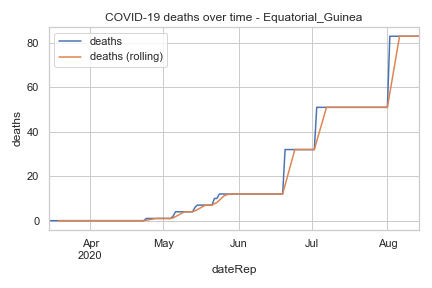 COVID-19 deaths over time - Equatorial_Guinea
deaths
deaths (rolling)
80
60
40
20
0
deaths
Apr
2020
May
Jun
Jul
Aug
dateRep